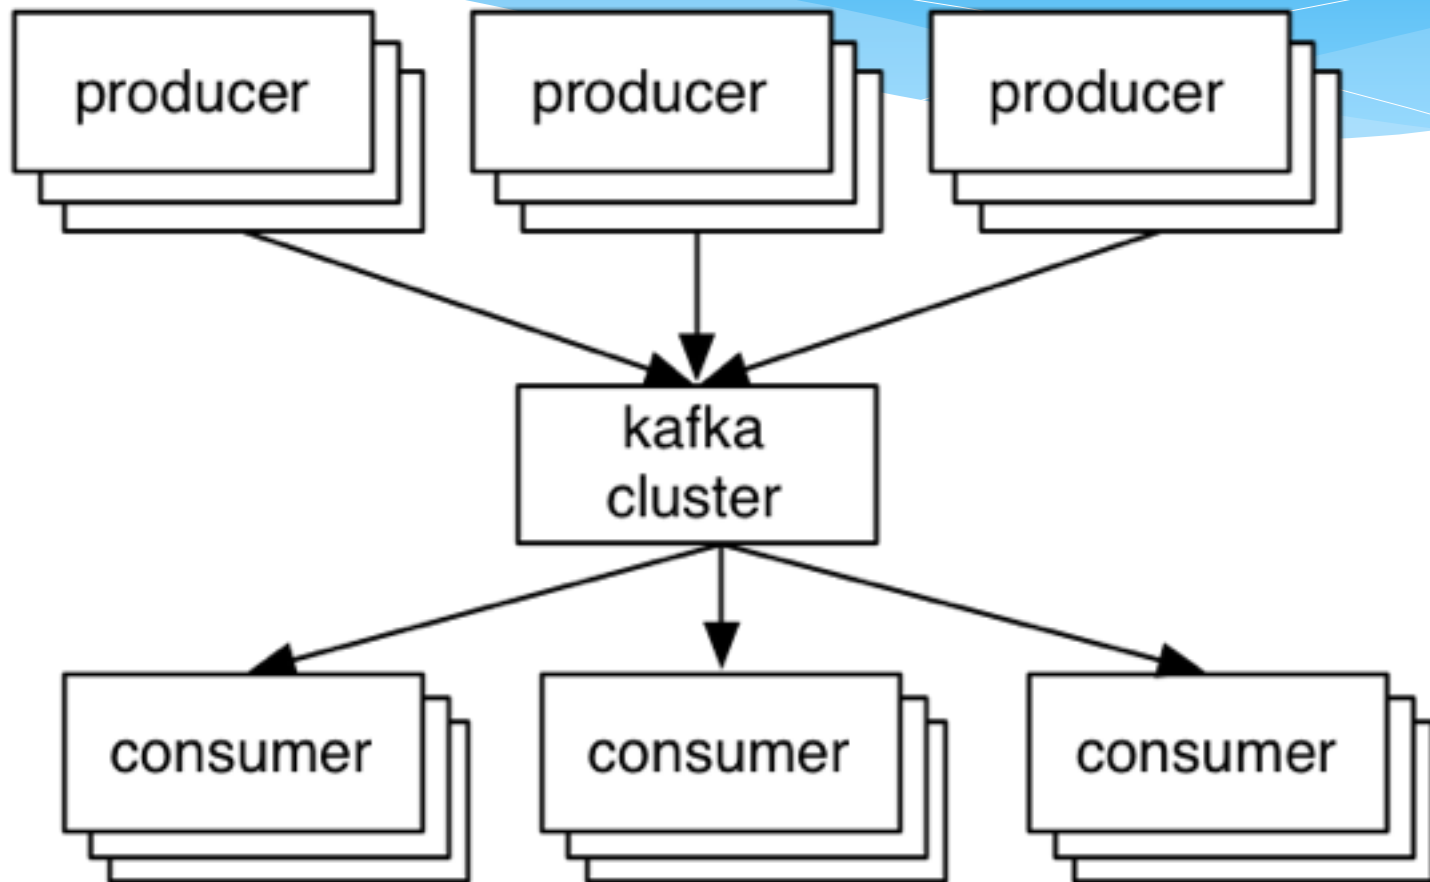 producer
producer
producer
kafka
cluster
consumer
consumer
consumer